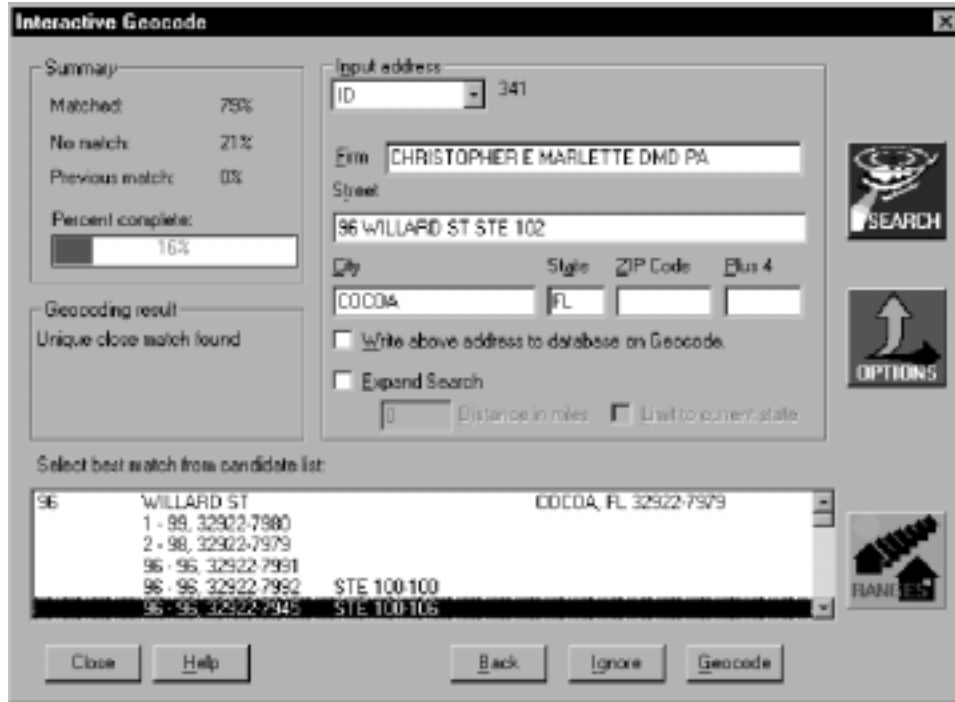 Interactive Geocode
Summary
Matched: 79%
No match: 21%
Previous match: 0%
Percent complete:
16%
Geocoding result
Unique close match found
Input address
ID 341
Firm CHRISTOPHER E MARLETTE DMD PA
Street
96 WILLARD ST STE 102
City State ZIP Code Plus 4
COCOA FL
Write above address to database on Geocode.
Expand Search
0 Distance in miles Limit to current state
SEARCH
OPTIONS
Select best match from candidate list:
96 WILLARD ST COCOA, FL 32922-7979
1 - 99, 32922-7980
2 - 98, 32922-7979
96 - 96, 32922-7991
96 - 96, 32922-7992 STE 100-100
96 - 96, 32922-7945 STE 100-106
RANGES
Close Help Back Ignore Geocode